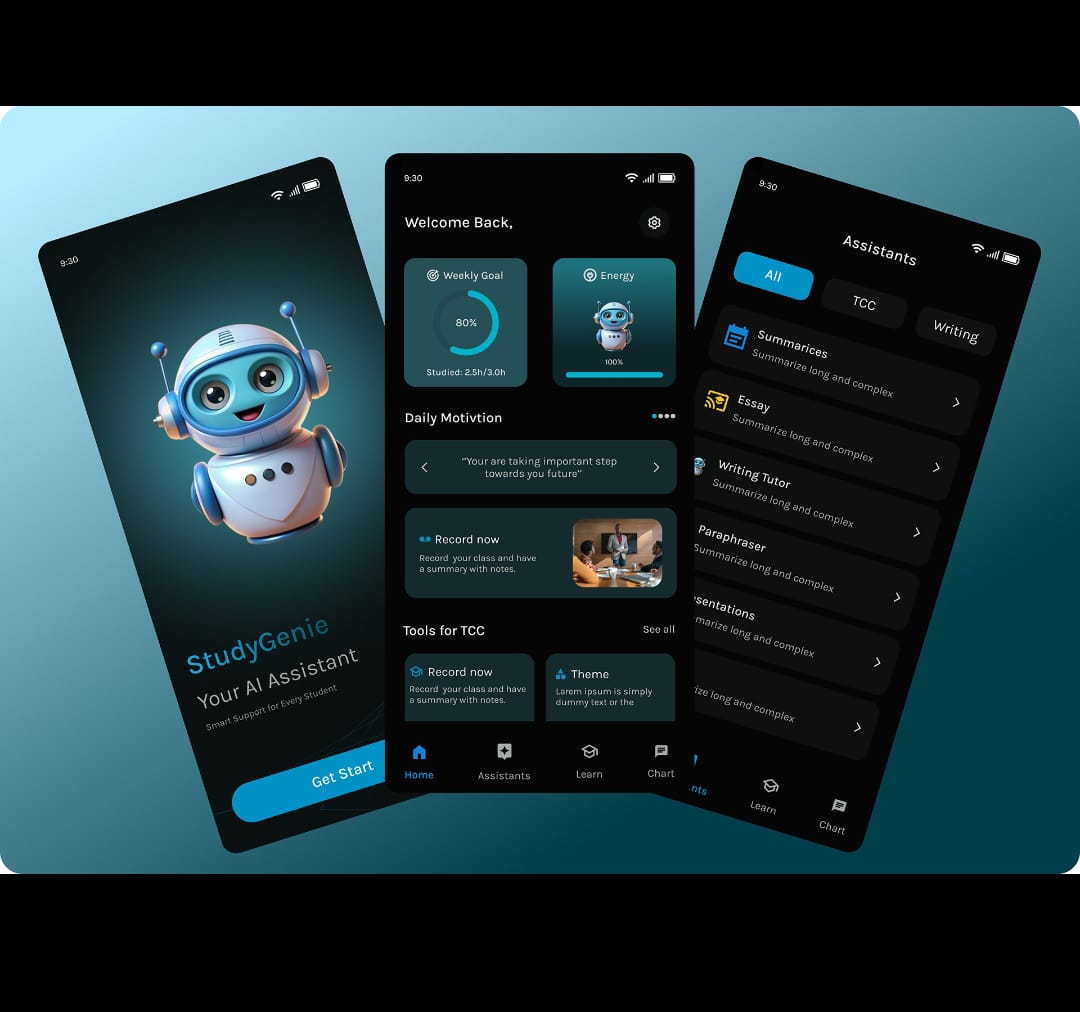 9:30
StudyGenie
Your AI Assistant
Smart Support for Every Student
Get Start
9:30
Welcome Back,
Weekly Goal
80%
Studied: 2.5h/3.0h
Energy
100%
Daily Motivtion
“Your are taking important step
towards you future”
Record now
Record your class and have
a summary with notes.
Tools for TCC
See all
Record now
Record your class and have
a summary with notes.
Theme
Larem ipsum is simply
dummy text or the
Home
Assistants
Learn
Chart
9:30
Assistants
All
TCC
Writing
Summarices
Summarize long and complex
Essay
Summarize long and complex
Writing Tutor
Summarize long and complex
Paraphraser
Summarize long and complex
sentations
marize long and complex
ize long and complex
nts
Learn
Chart